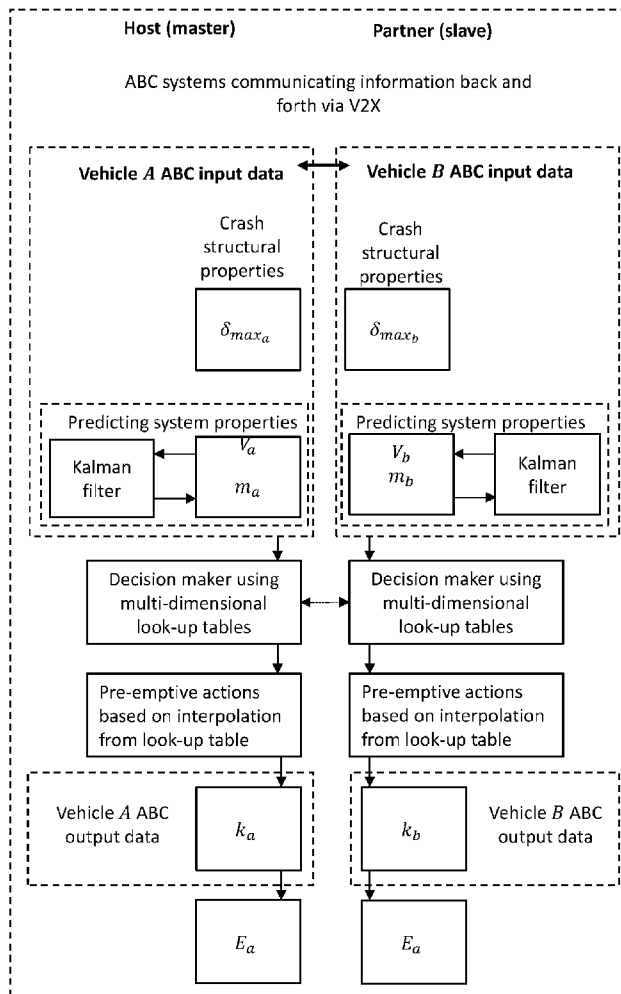 Host (master)
Partner (slave)
ABC systems communicating information back and
forth via V2X
Vehicle A ABC input data
Vehicle B ABC input data
Crash
structural
properties
Crash
structural
properties
δmaxₐ
δmax_b
Predicting system properties
Predicting system properties
Kalman
filter
Vₐ
mₐ
V_b
m_b
Kalman
filter
Decision maker using
multi-dimensional
look-up tables
Decision maker using
multi-dimensional
look-up tables
Pre-emptive actions
based on interpolation
from look-up table
Pre-emptive actions
based on interpolation
from look-up table
Vehicle A ABC
output data
kₐ
k_b
Vehicle B ABC
output data
Eₐ
Eₐ